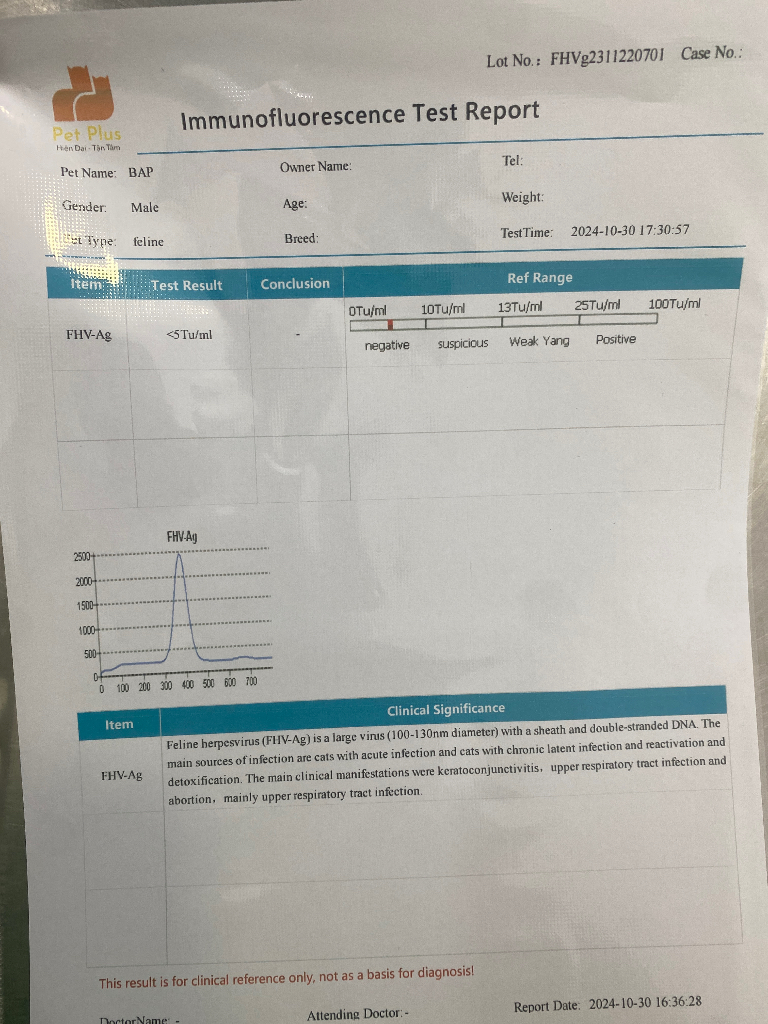 Lot No.: FHVg2311220701 Case No.:
Pet Plus
Hiện Đại - Tận Tâm
Immunofluorescence Test Report
Pet Name: BAP Owner Name: Tel:
Gender: Male Age: Weight:
Pet Type: feline Breed: TestTime: 2024-10-30 17:30:57
Item Test Result Conclusion Ref Range
0Tu/ml 10Tu/ml 13Tu/ml 25Tu/ml 100Tu/ml
FHV-Ag <5Tu/ml -
negative suspicious Weak Yang Positive
FHV-Ag
2500
2000
1500
1000
500
0
0 100 200 300 400 500 600 700
Item Clinical Significance
FHV-Ag
Feline herpesvirus (FHV-Ag) is a large virus (100-130nm diameter) with a sheath and double-stranded DNA. The
main sources of infection are cats with acute infection and cats with chronic latent infection and reactivation and
detoxification. The main clinical manifestations were keratoconjunctivitis, upper respiratory tract infection and
abortion, mainly upper respiratory tract infection.
This result is for clinical reference only, not as a basis for diagnosis!
DoctorName: - Attending Doctor: - Report Date: 2024-10-30 16:36:28